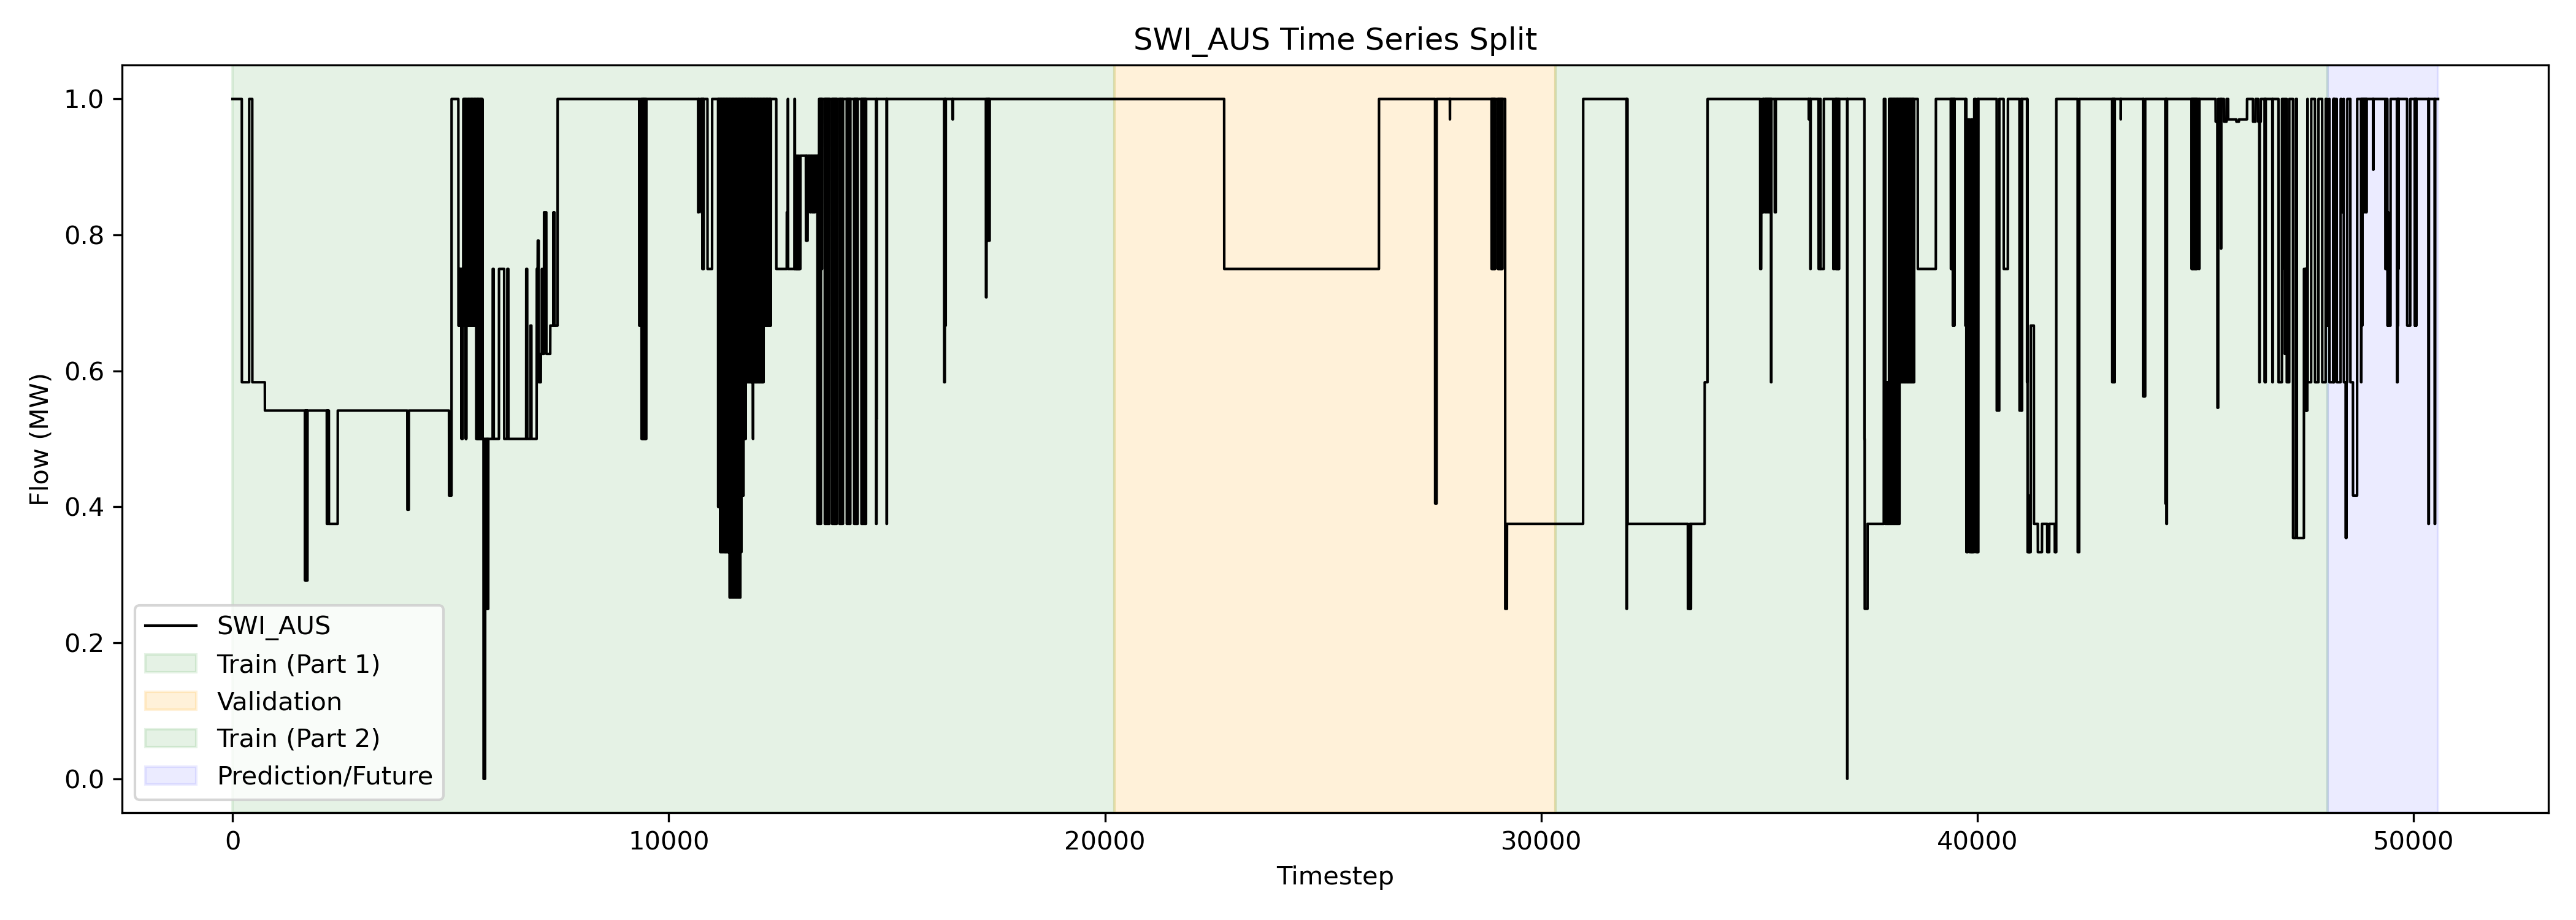 SWI_AUS Time Series Split
Flow (MW)
1.0
0.8
0.6
0.4
0.2
0.0
SWI_AUS
Train (Part 1)
Validation
Train (Part 2)
Prediction/Future
0 10000 20000 30000 40000 50000
Timestep